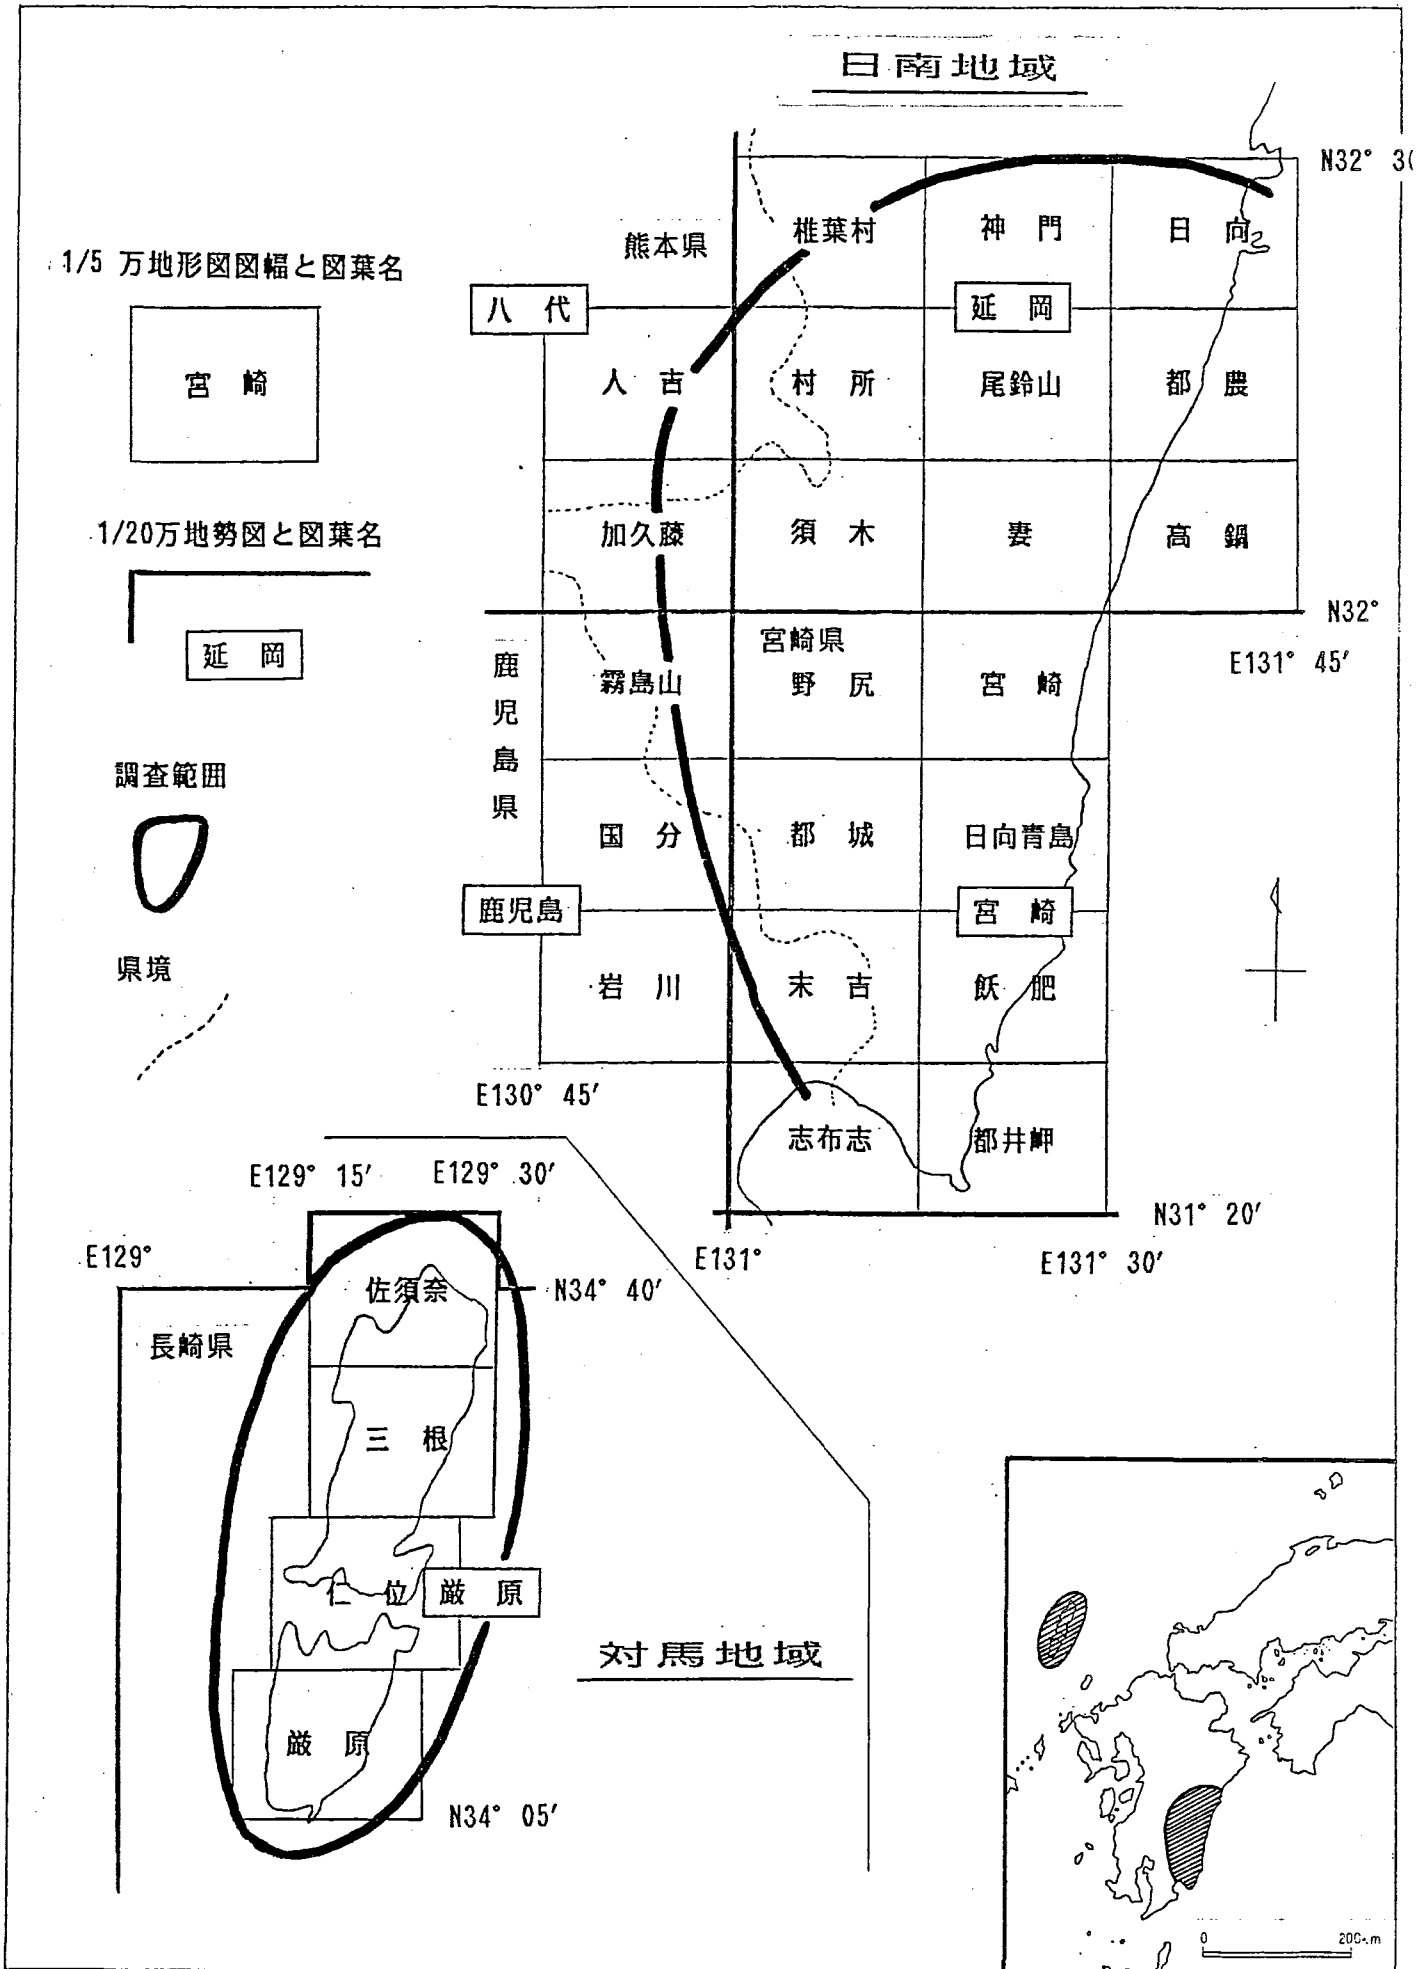 日南地域
N32° 30
熊本県
椎葉村
神門
日向
1/5 万地形図図幅と図葉名
八代
延岡
宮崎
人吉
村所
尾鈴山
都農
1/20万地勢図と図葉名
加久藤
須木
妻
高鍋
N32°
延岡
宮崎県
E131° 45′
鹿児島県
霧島山
野尻
宮崎
調査範囲
国分
都城
日向青島
鹿児島
宮崎
県境
岩川
末吉
飫肥
E130° 45′
志布志
都井岬
E129° 15′
E129° 30′
N31° 20′
E129°
E131°
E131° 30′
佐須奈
N34° 40′
長崎県
三根
仁位
厳原
対馬地域
厳原
N34° 05′
0
200km